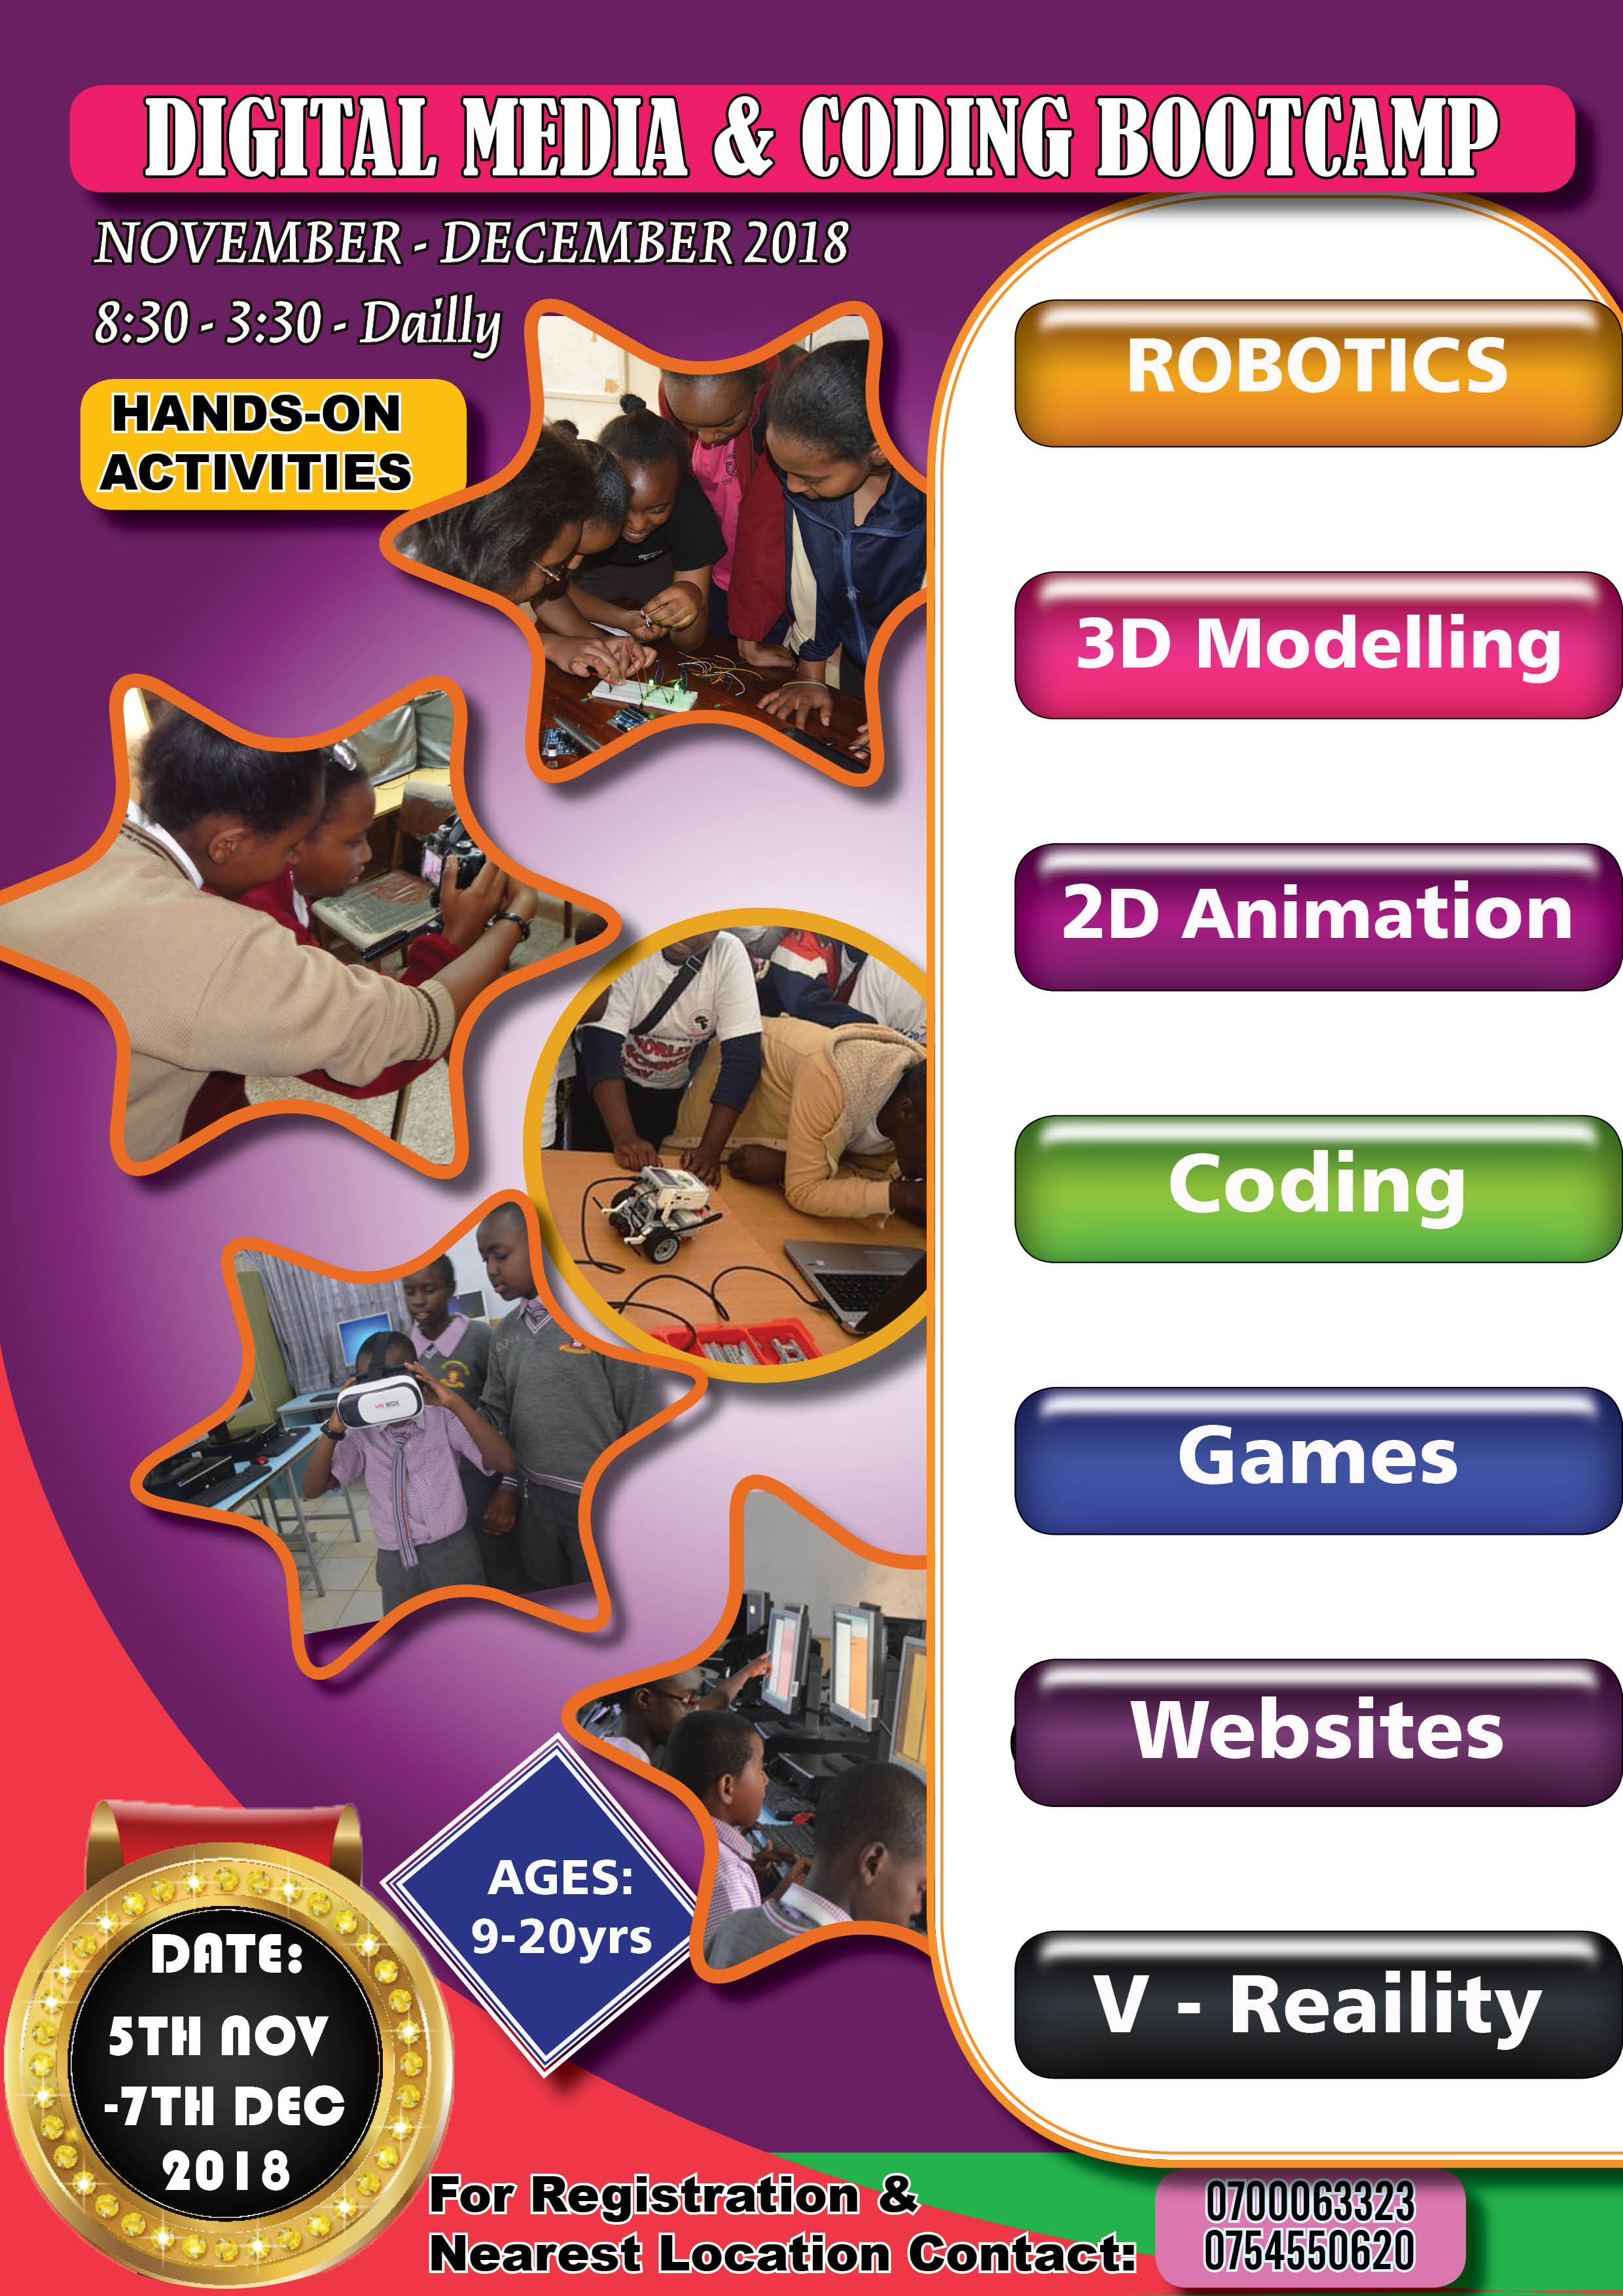 DIGITAL MEDIA & CODING BOOTCAMP
NOVEMBER - DECEMBER 2018
8:30 - 3:30 - Dailly
HANDS-ON
ACTIVITIES
ROBOTICS
3D Modelling
2D Animation
Coding
Games
Websites
V - Reaility
VR BOX
AGES:
9-20yrs
DATE:
5TH NOV
-7TH DEC
2018
For Registration &
Nearest Location Contact:
0700063323
0754550620